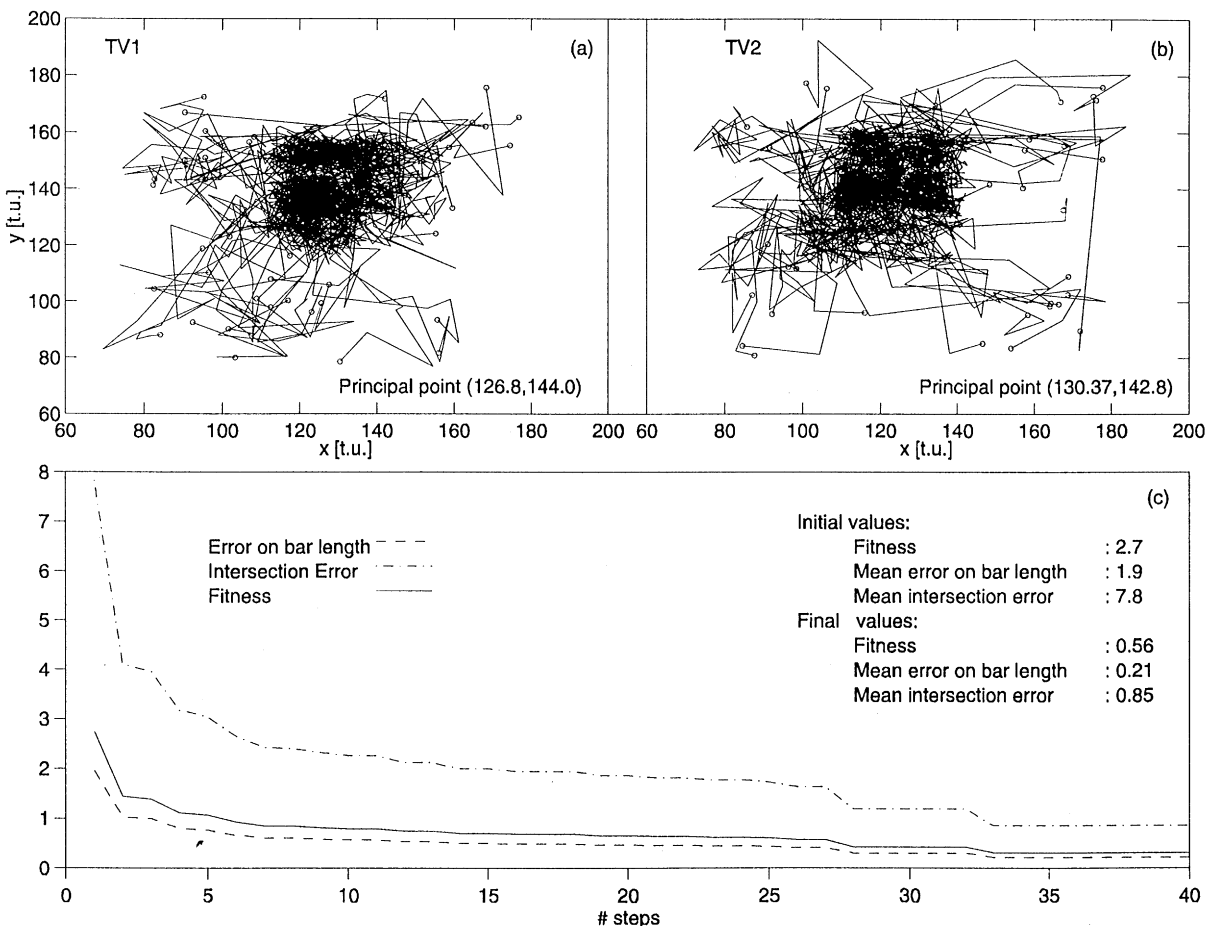 TV1
(a)
TV2
(b)
200
180
160
140
120
100
80
60
y [t.u.]
Principal point (126.8,144.0)
Principal point (130.37,142.8)
60 80 100 120 140 160 180 200
60 80 100 120 140 160 180 200
x [t.u.]
x [t.u.]
(c)
8
7
6
5
4
3
2
1
0
Error on bar length
Intersection Error
Fitness
Initial values:
Fitness : 2.7
Mean error on bar length : 1.9
Mean intersection error : 7.8
Final values:
Fitness : 0.56
Mean error on bar length : 0.21
Mean intersection error : 0.85
0 5 10 15 20 25 30 35 40
# steps